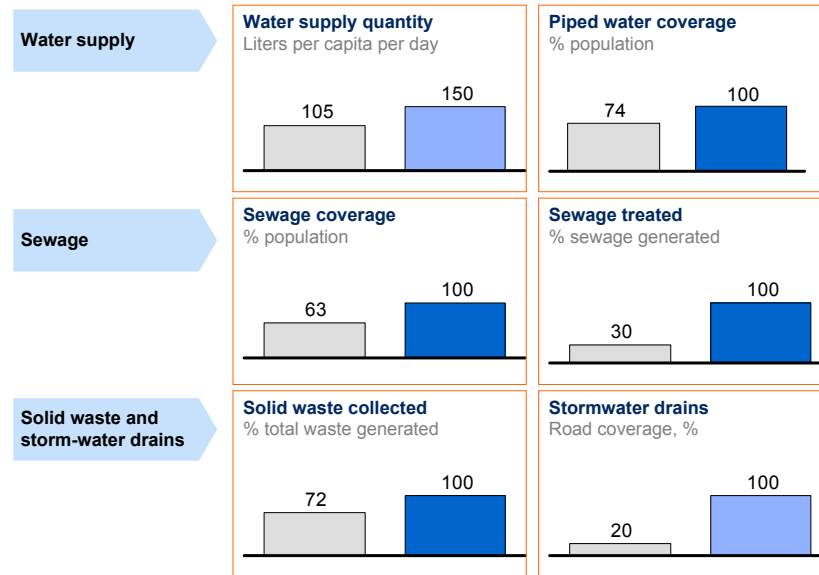 Water supply
Water supply quantity
Liters per capita per day
105
150
Piped water coverage
% population
74
100
Sewage
Sewage coverage
% population
63
100
Sewage treated
% sewage generated
30
100
Solid waste and
storm-water drains
Solid waste collected
% total waste generated
72
100
Stormwater drains
Road coverage, %
20
100